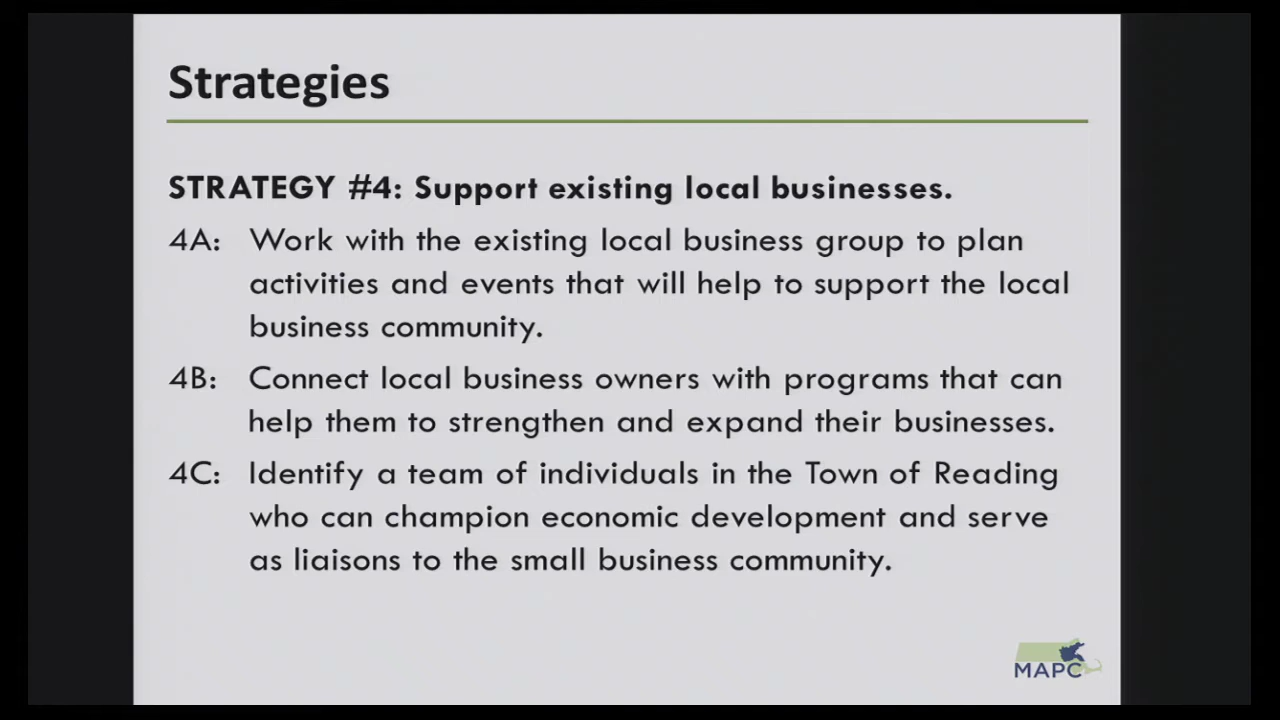 Strategies
STRATEGY #4: Support existing local businesses.
4A: Work with the existing local business group to plan
activities and events that will help to support the local
business community.
4B: Connect local business owners with programs that can
help them to strengthen and expand their businesses.
4C: Identify a team of individuals in the Town of Reading
who can champion economic development and serve
as liaisons to the small business community.
MAPC